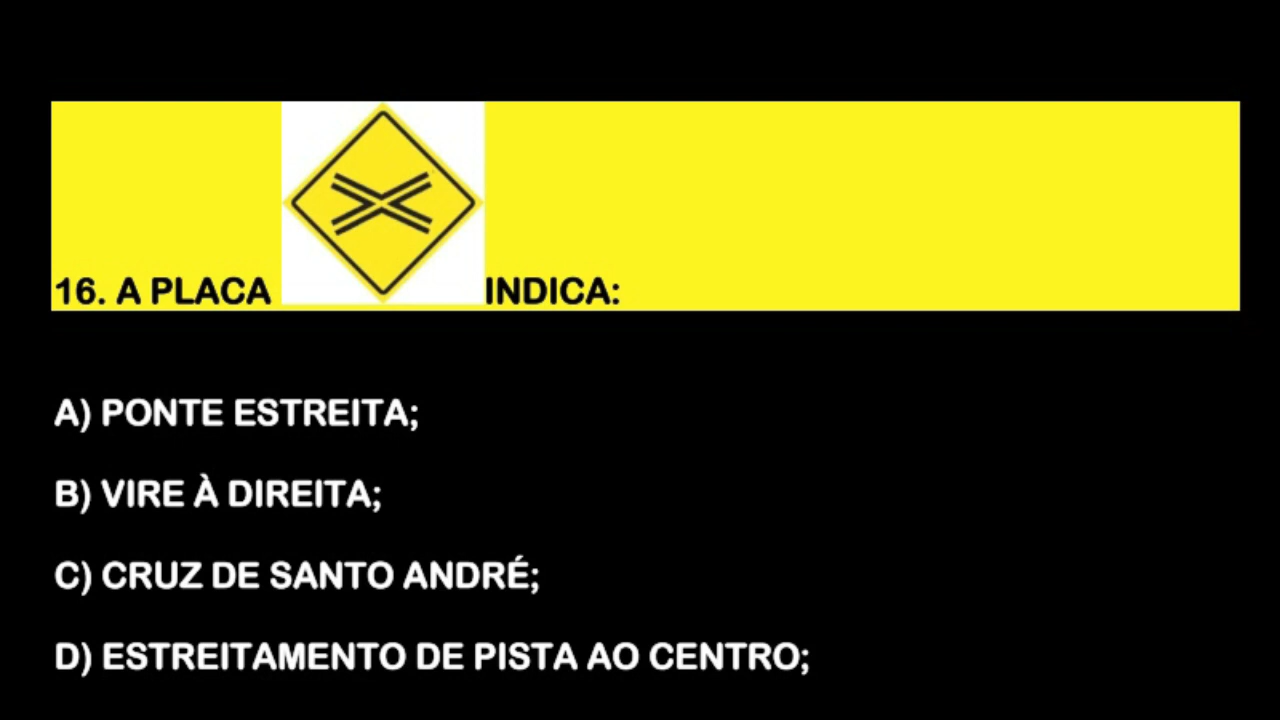 16. A PLACA INDICA:
A) PONTE ESTREITA;
B) VIRE À DIREITA;
C) CRUZ DE SANTO ANDRÉ;
D) ESTREITAMENTO DE PISTA AO CENTRO;